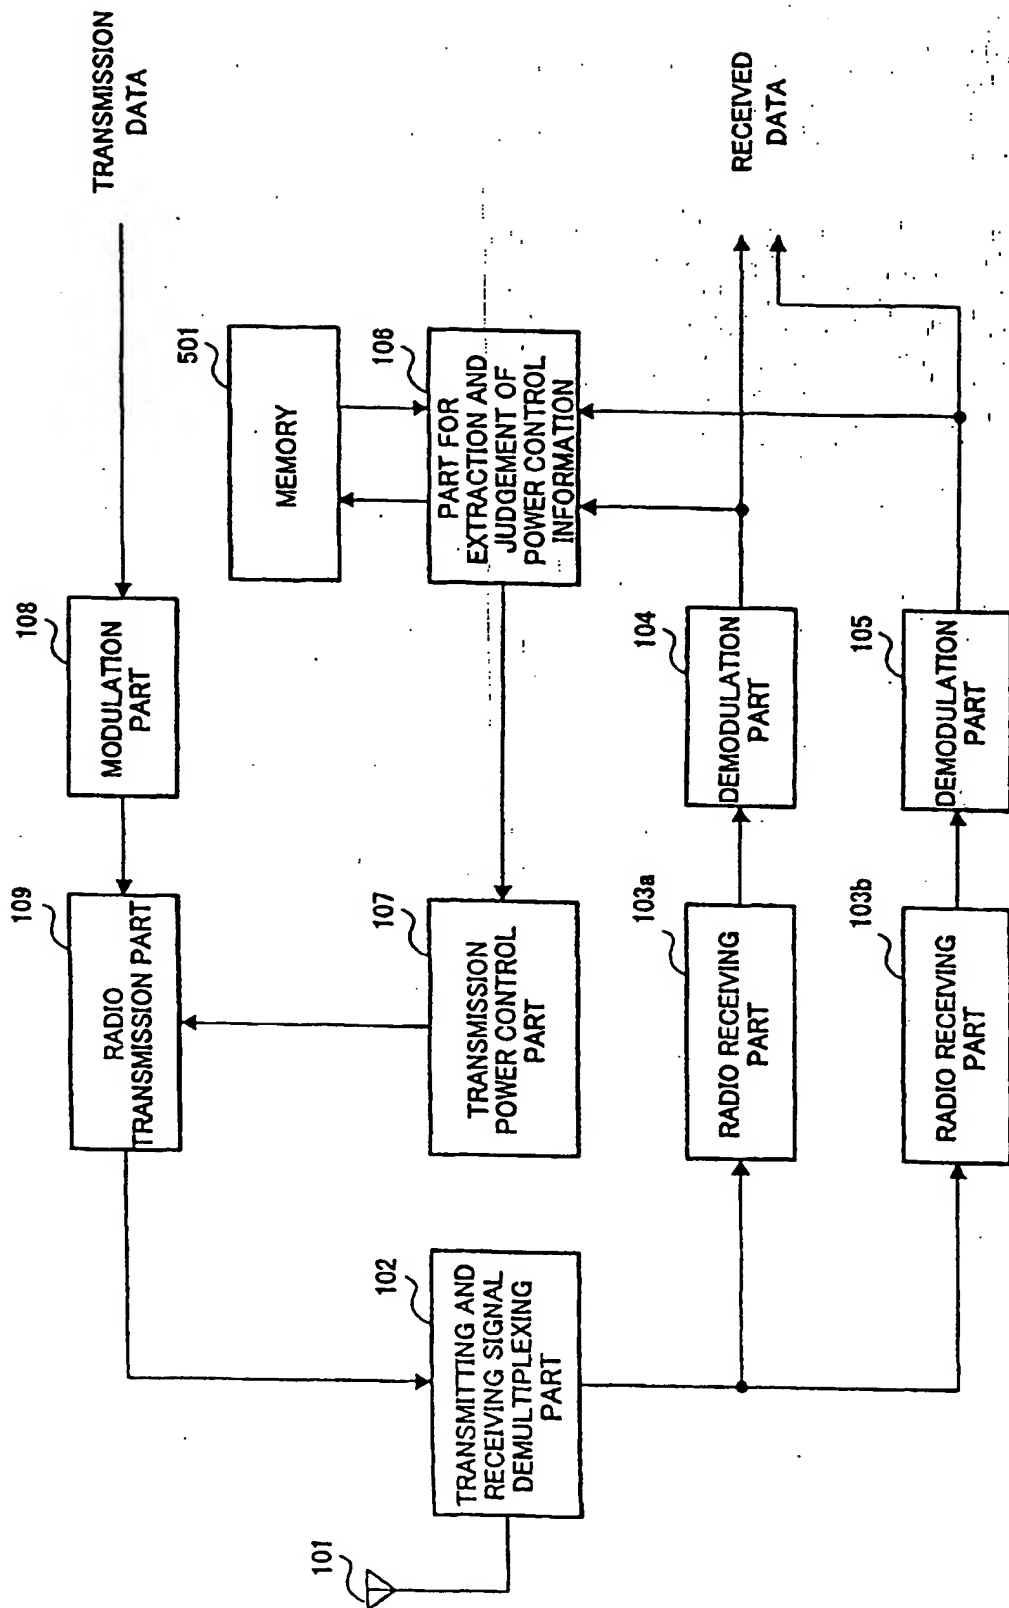 TRANSMISSION
DATA
108
MODULATION
PART
109
RADIO
TRANSMISSION PART
501
MEMORY
106
PART FOR
EXTRACTION AND
JUDGEMENT OF
POWER CONTROL
INFORMATION
107
TRANSMISSION
POWER CONTROL
PART
102
TRANSMITTING AND
RECEIVING SIGNAL
DEMULTIPLEXING
PART
101
RECEIVED
DATA
104
DEMODULATION
PART
103a
RADIO RECEIVING
PART
105
DEMODULATION
PART
103b
RADIO RECEIVING
PART